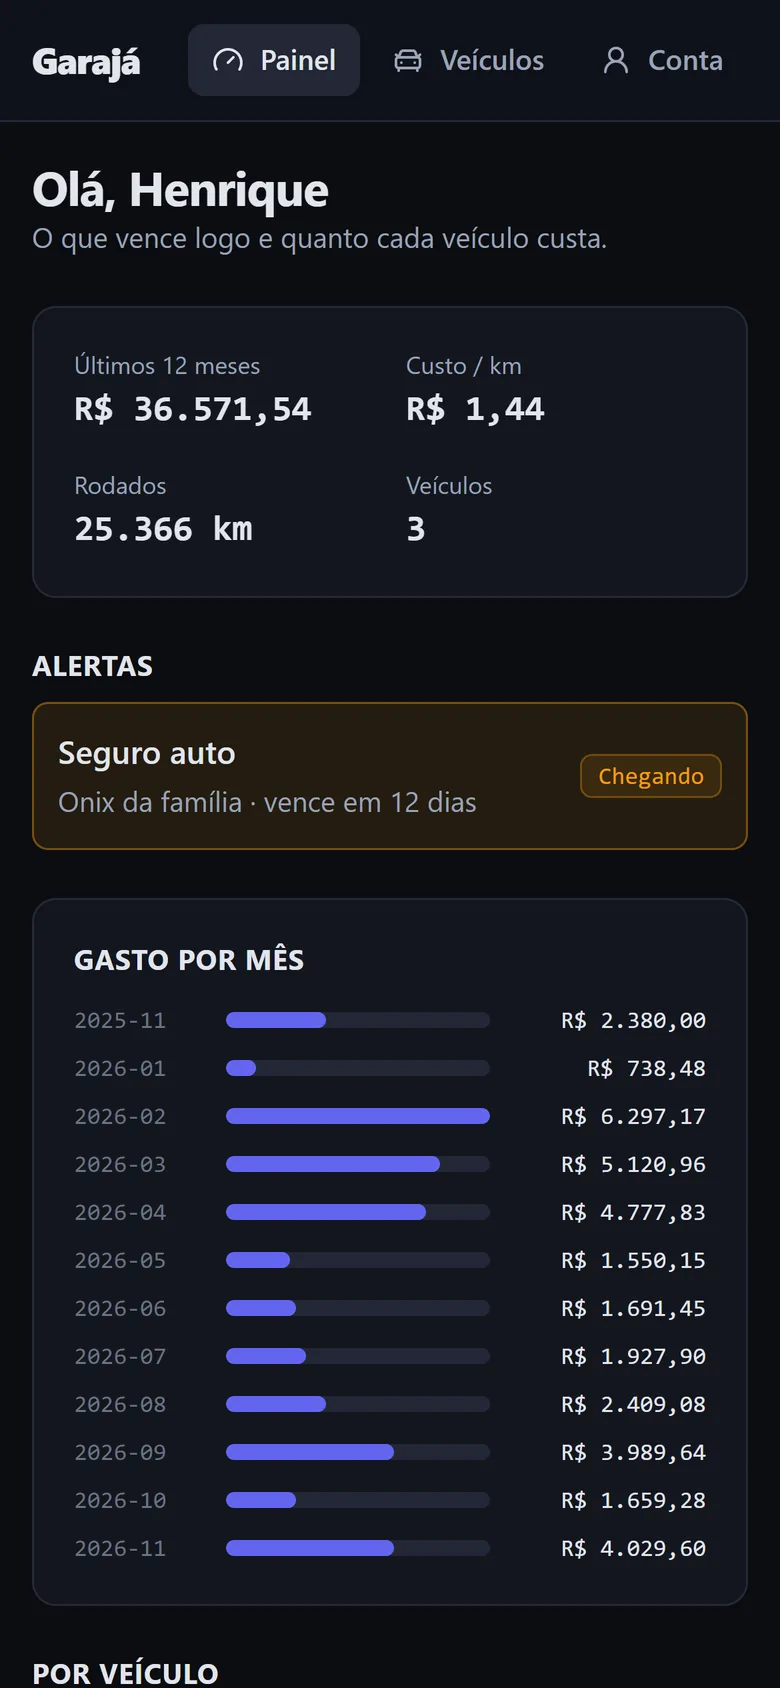 Garajá
Painel
Veículos
Conta
Olá, Henrique
O que vence logo e quanto cada veículo custa.
Últimos 12 meses
R$ 36.571,54
Custo / km
R$ 1,44
Rodados
25.366 km
Veículos
3
ALERTAS
Seguro auto
Onix da família · vence em 12 dias
Chegando
GASTO POR MÊS
2025-11 R$ 2.380,00
2026-01 R$ 738,48
2026-02 R$ 6.297,17
2026-03 R$ 5.120,96
2026-04 R$ 4.777,83
2026-05 R$ 1.550,15
2026-06 R$ 1.691,45
2026-07 R$ 1.927,90
2026-08 R$ 2.409,08
2026-09 R$ 3.989,64
2026-10 R$ 1.659,28
2026-11 R$ 4.029,60
POR VEÍCULO